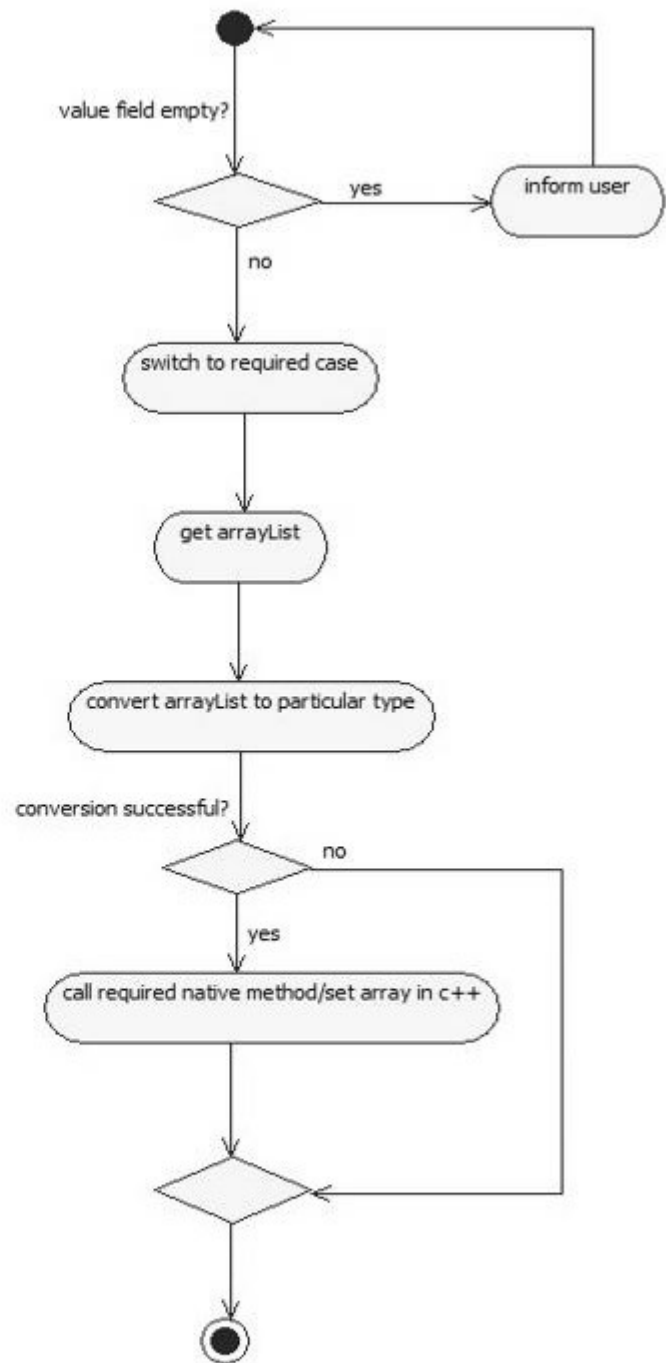 value field empty?
yes
inform user
no
switch to required case
get arrayList
convert arrayList to particular type
conversion successful?
no
yes
call required native method/set array in c++